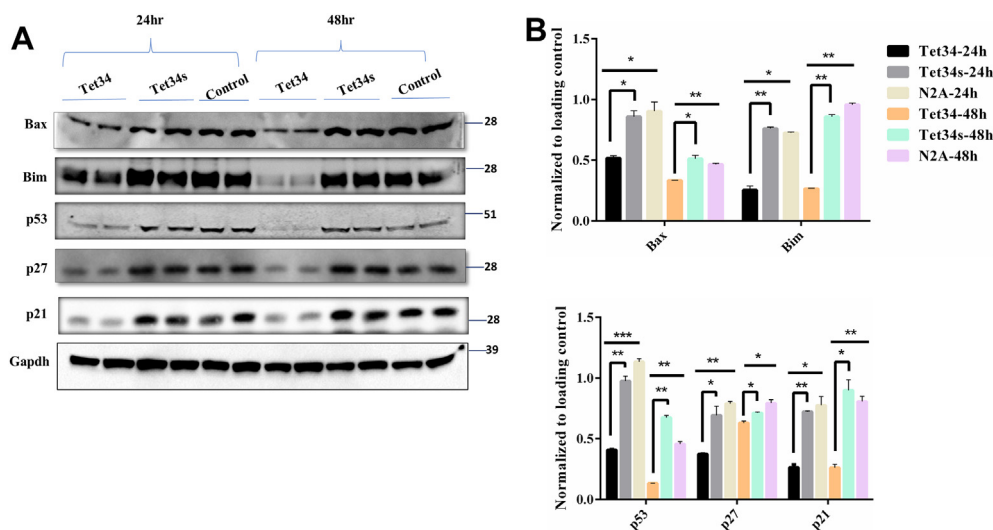 A
24hr
48hr
Tet34
Tet34s
Control
Tet34
Tet34s
Control
Bax
28
Bim
28
p53
51
p27
28
p21
28
Gapdh
39
B
Normalized to loading control
1.5
1.0
0.5
0.0
*
*
**
*
*
**
**
**
Bax
Bim
Tet34-24h
Tet34s-24h
N2A-24h
Tet34-48h
Tet34s-48h
N2A-48h
Normalized to loading control
1.5
1.0
0.5
0.0
***
**
**
**
**
*
*
*
*
**
**
*
p53
p27
p21